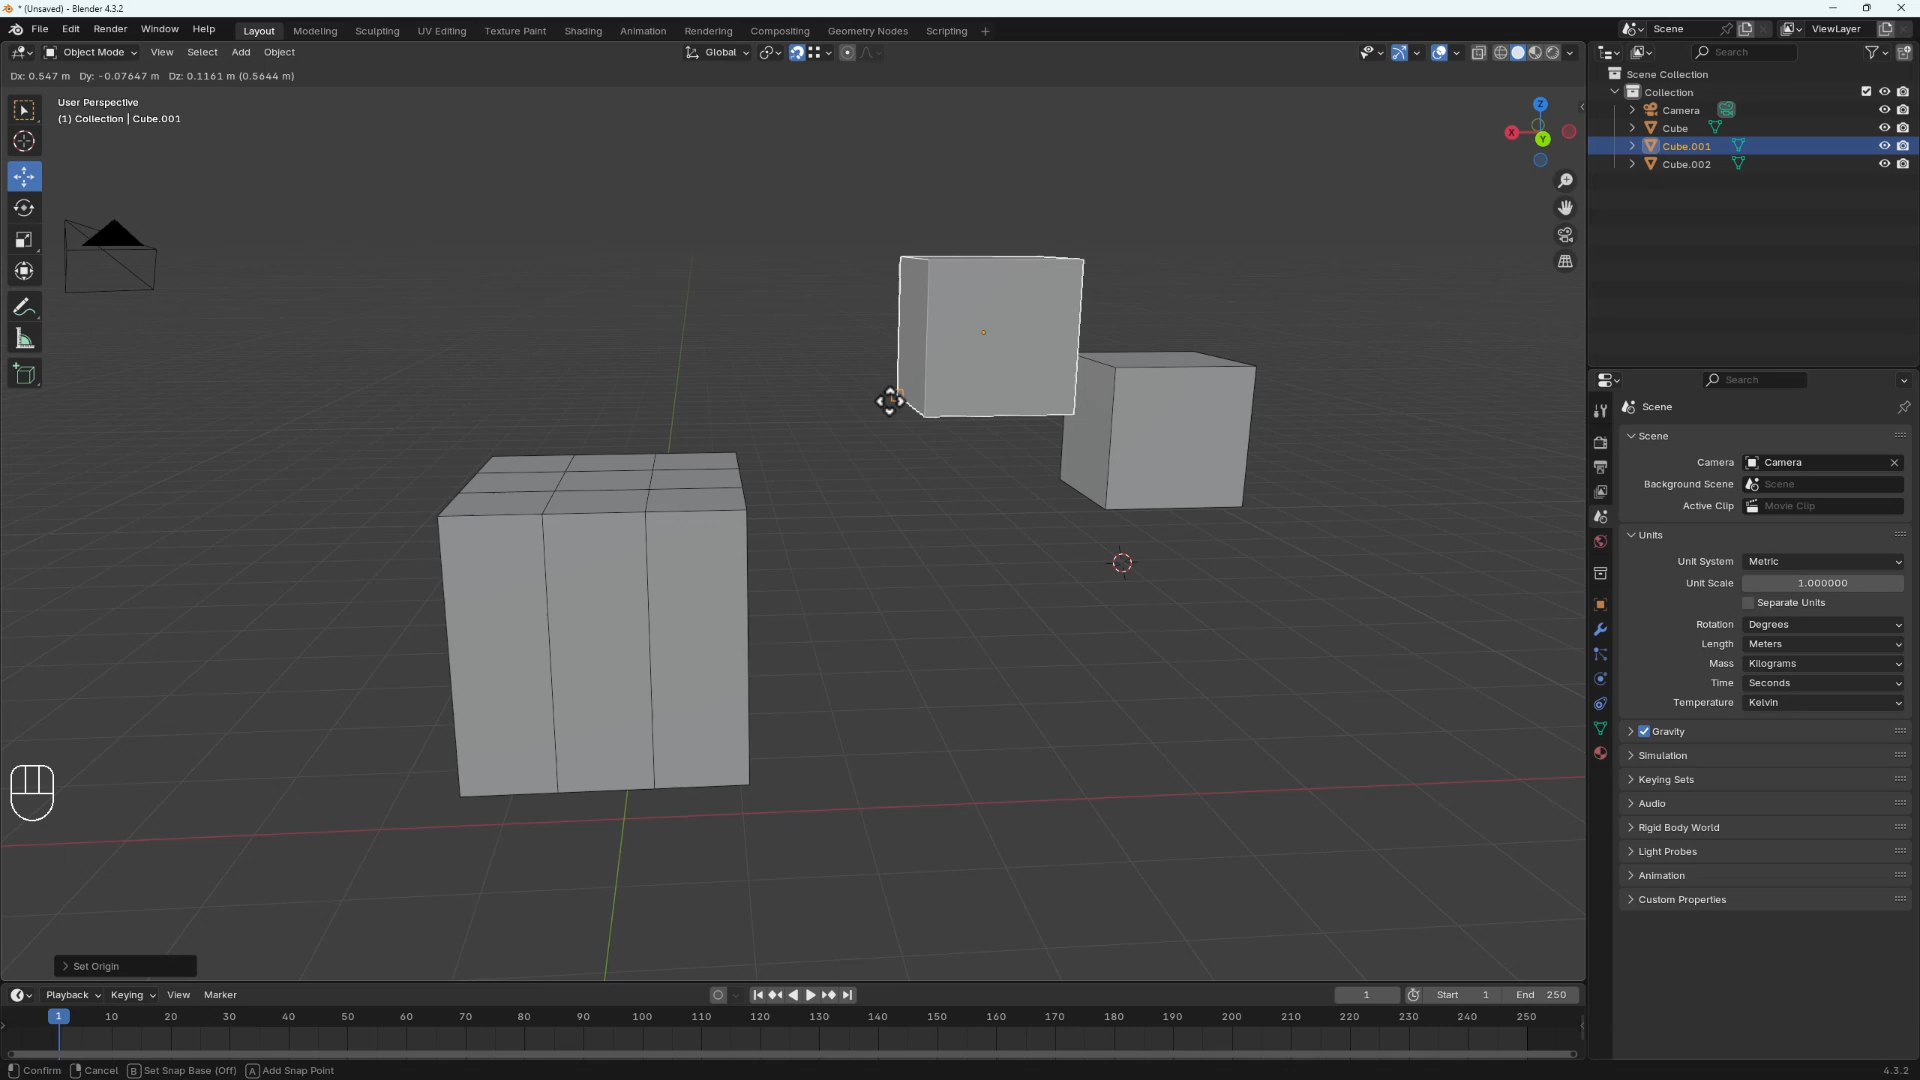 * (Unsaved) - Blender 4.3.2
File Edit Render Window Help Layout Modeling Sculpting UV Editing Texture Paint Shading Animation Rendering Compositing Geometry Nodes Scripting + Scene ViewLayer
Object Mode View Select Add Object Global Search
Dx: 0.547 m Dy: -0.07647 m Dz: 0.1161 m (0.5644 m)
User Perspective
(1) Collection | Cube.001
Z
X
Y
Scene Collection
Collection
Camera
Cube
Cube.001
Cube.002
Search
Scene
Scene
Camera Camera
Background Scene Scene
Active Clip Movie Clip
Units
Unit System Metric
Unit Scale 1.000000
Separate Units
Rotation Degrees
Length Meters
Mass Kilograms
Time Seconds
Temperature Kelvin
Gravity
Simulation
Keying Sets
Audio
Rigid Body World
Light Probes
Animation
Custom Properties
Set Origin
Playback Keying View Marker 1 Start 1 End 250
1 10 20 30 40 50 60 70 80 90 100 110 120 130 140 150 160 170 180 190 200 210 220 230 240 250
Confirm Cancel B Set Snap Base (Off) A Add Snap Point 4.3.2